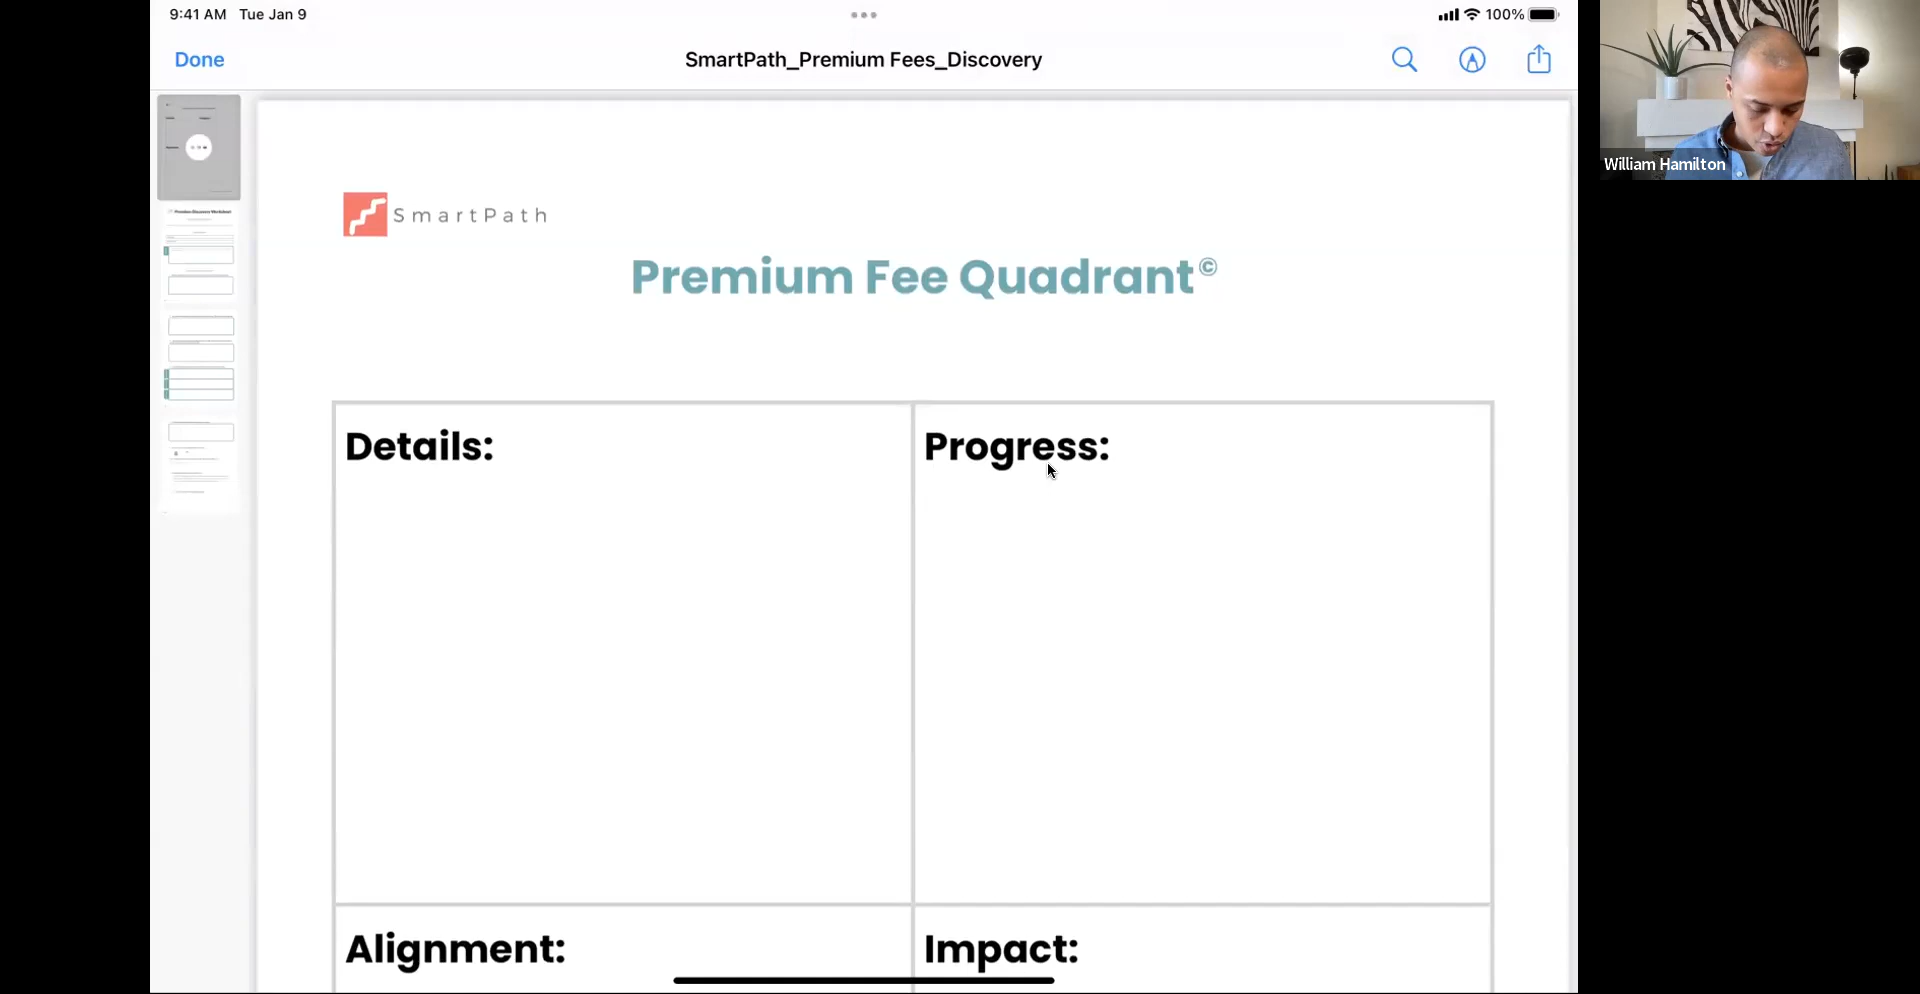 9:41 AM Tue Jan 9
100%
Done
SmartPath_Premium Fees_Discovery
William Hamilton
SmartPath
Premium Fee Quadrant©
Details:
Progress:
Alignment:
Impact: